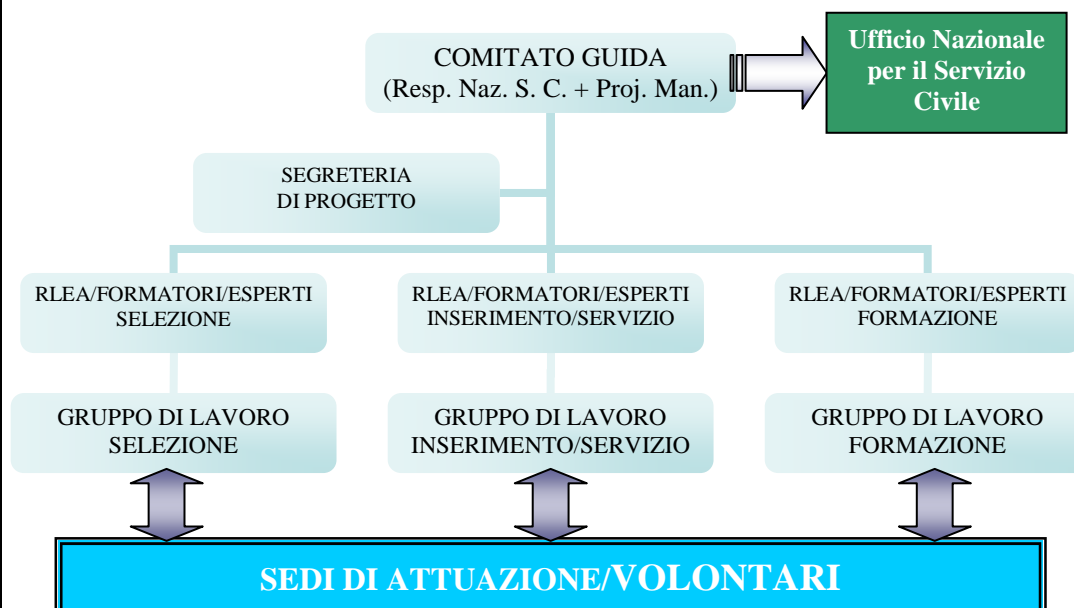 COMITATO GUIDA
(Resp. Naz. S. C. + Proj. Man.)
Ufficio Nazionale
per il Servizio
Civile
SEGRETERIA
DI PROGETTO
RLEA/FORMATORI/ESPERTI
SELEZIONE
RLEA/FORMATORI/ESPERTI
INSERIMENTO/SERVIZIO
RLEA/FORMATORI/ESPERTI
FORMAZIONE
GRUPPO DI LAVORO
SELEZIONE
GRUPPO DI LAVORO
INSERIMENTO/SERVIZIO
GRUPPO DI LAVORO
FORMAZIONE
SEDI DI ATTUAZIONE/VOLONTARI